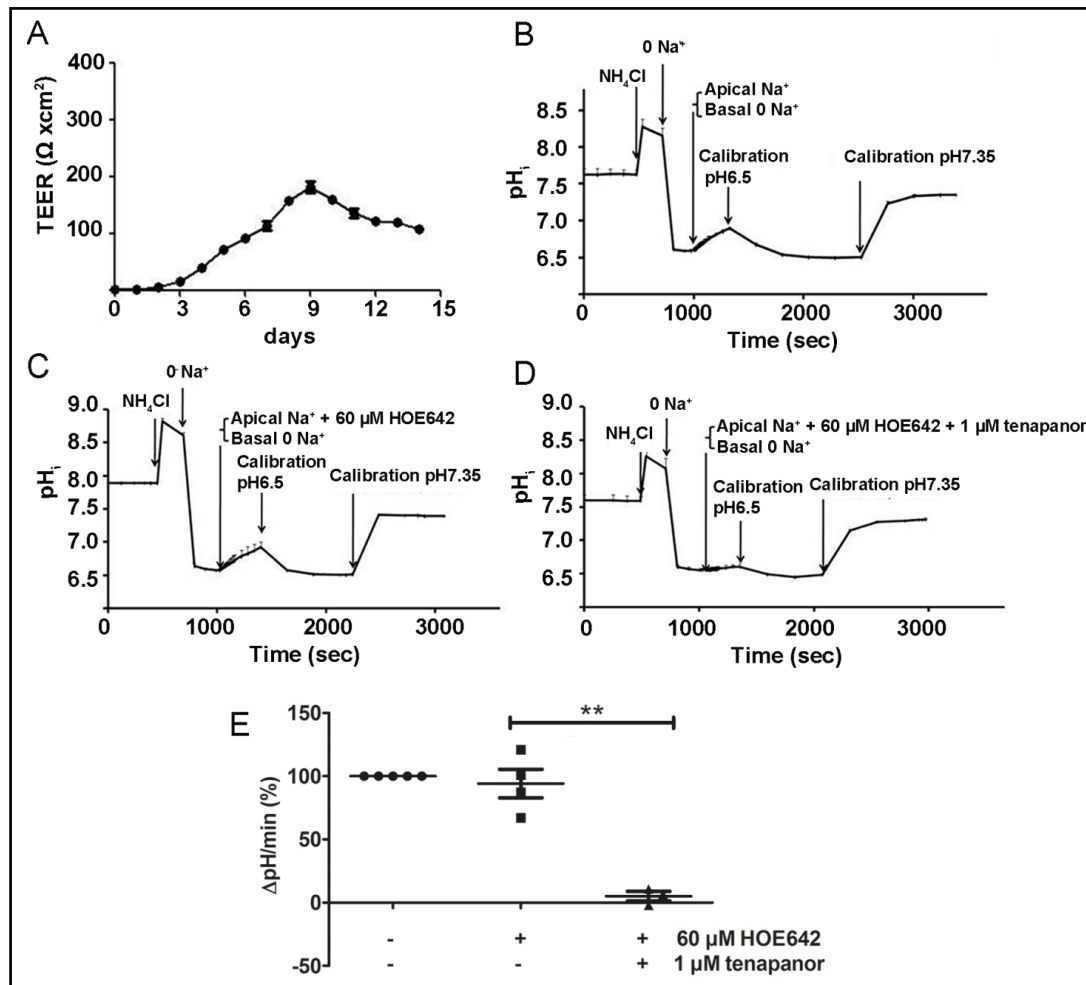 A
400
300
200
100
TEER (Ω xcm²)
0 3 6 9 12 15
days
B
0 Na⁺
NH₄Cl
Apical Na⁺
Basal 0 Na⁺
Calibration
pH6.5
Calibration pH7.35
8.5
8.0
7.5
7.0
6.5
pHᵢ
0 1000 2000 3000
Time (sec)
C
0 Na⁺
NH₄Cl
Apical Na⁺ + 60 µM HOE642
Basal 0 Na⁺
Calibration
pH6.5
Calibration pH7.35
9.0
8.5
8.0
7.5
7.0
6.5
pHᵢ
0 1000 2000 3000
Time (sec)
D
0 Na⁺
NH₄Cl
Apical Na⁺ + 60 µM HOE642 + 1 µM tenapanor
Basal 0 Na⁺
Calibration
pH6.5
Calibration pH7.35
9.0
8.5
8.0
7.5
7.0
6.5
pHᵢ
0 1000 2000 3000
Time (sec)
E
**
150
100
50
0
-50
ΔpH/min (%)
- + + 60 µM HOE642
- - + 1 µM tenapanor